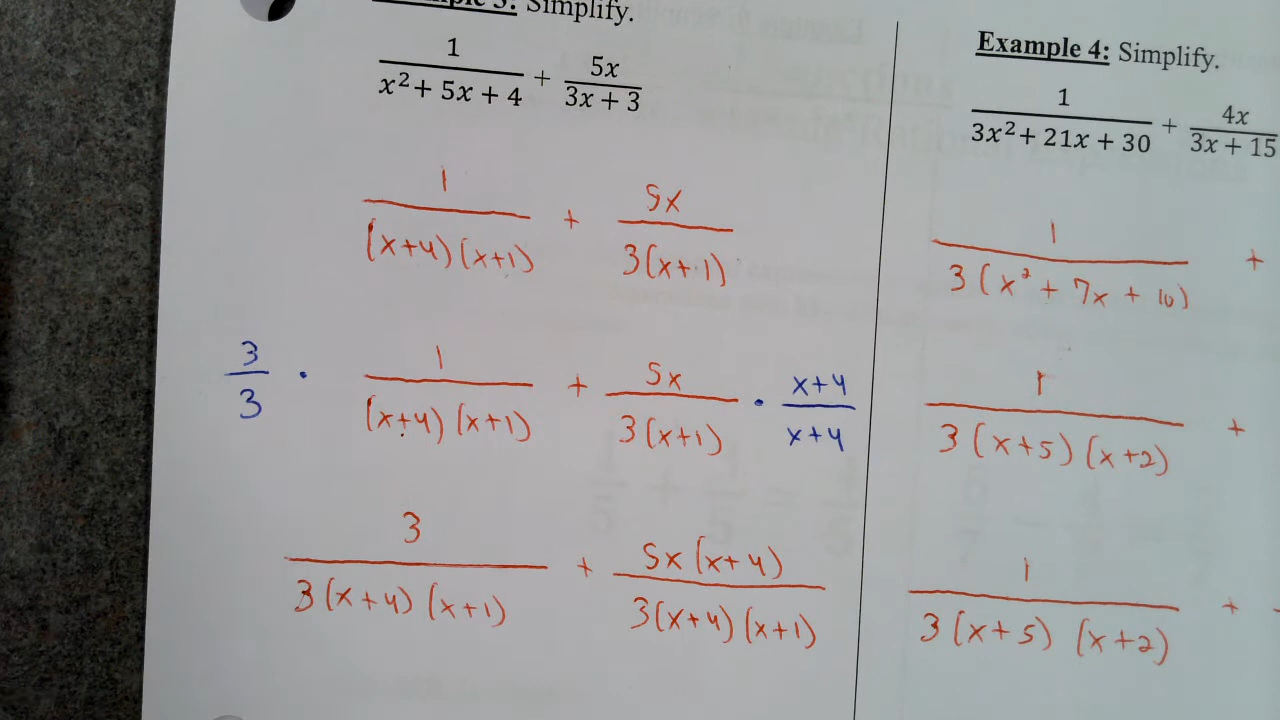 3: Simplify.
1/(x² + 5x + 4) + 5x/(3x + 3)
1/((x+4)(x+1)) + 5x/(3(x+1))
3/3 · 1/((x+4)(x+1)) + 5x/(3(x+1)) · (x+4)/(x+4)
3/(3(x+4)(x+1)) + 5x(x+4)/(3(x+4)(x+1))
Example 4: Simplify.
1/(3x² + 21x + 30) + 4x/(3x + 15)
1/(3(x² + 7x + 10)) +
1/(3(x+5)(x+2)) +
1/(3(x+5)(x+2)) +